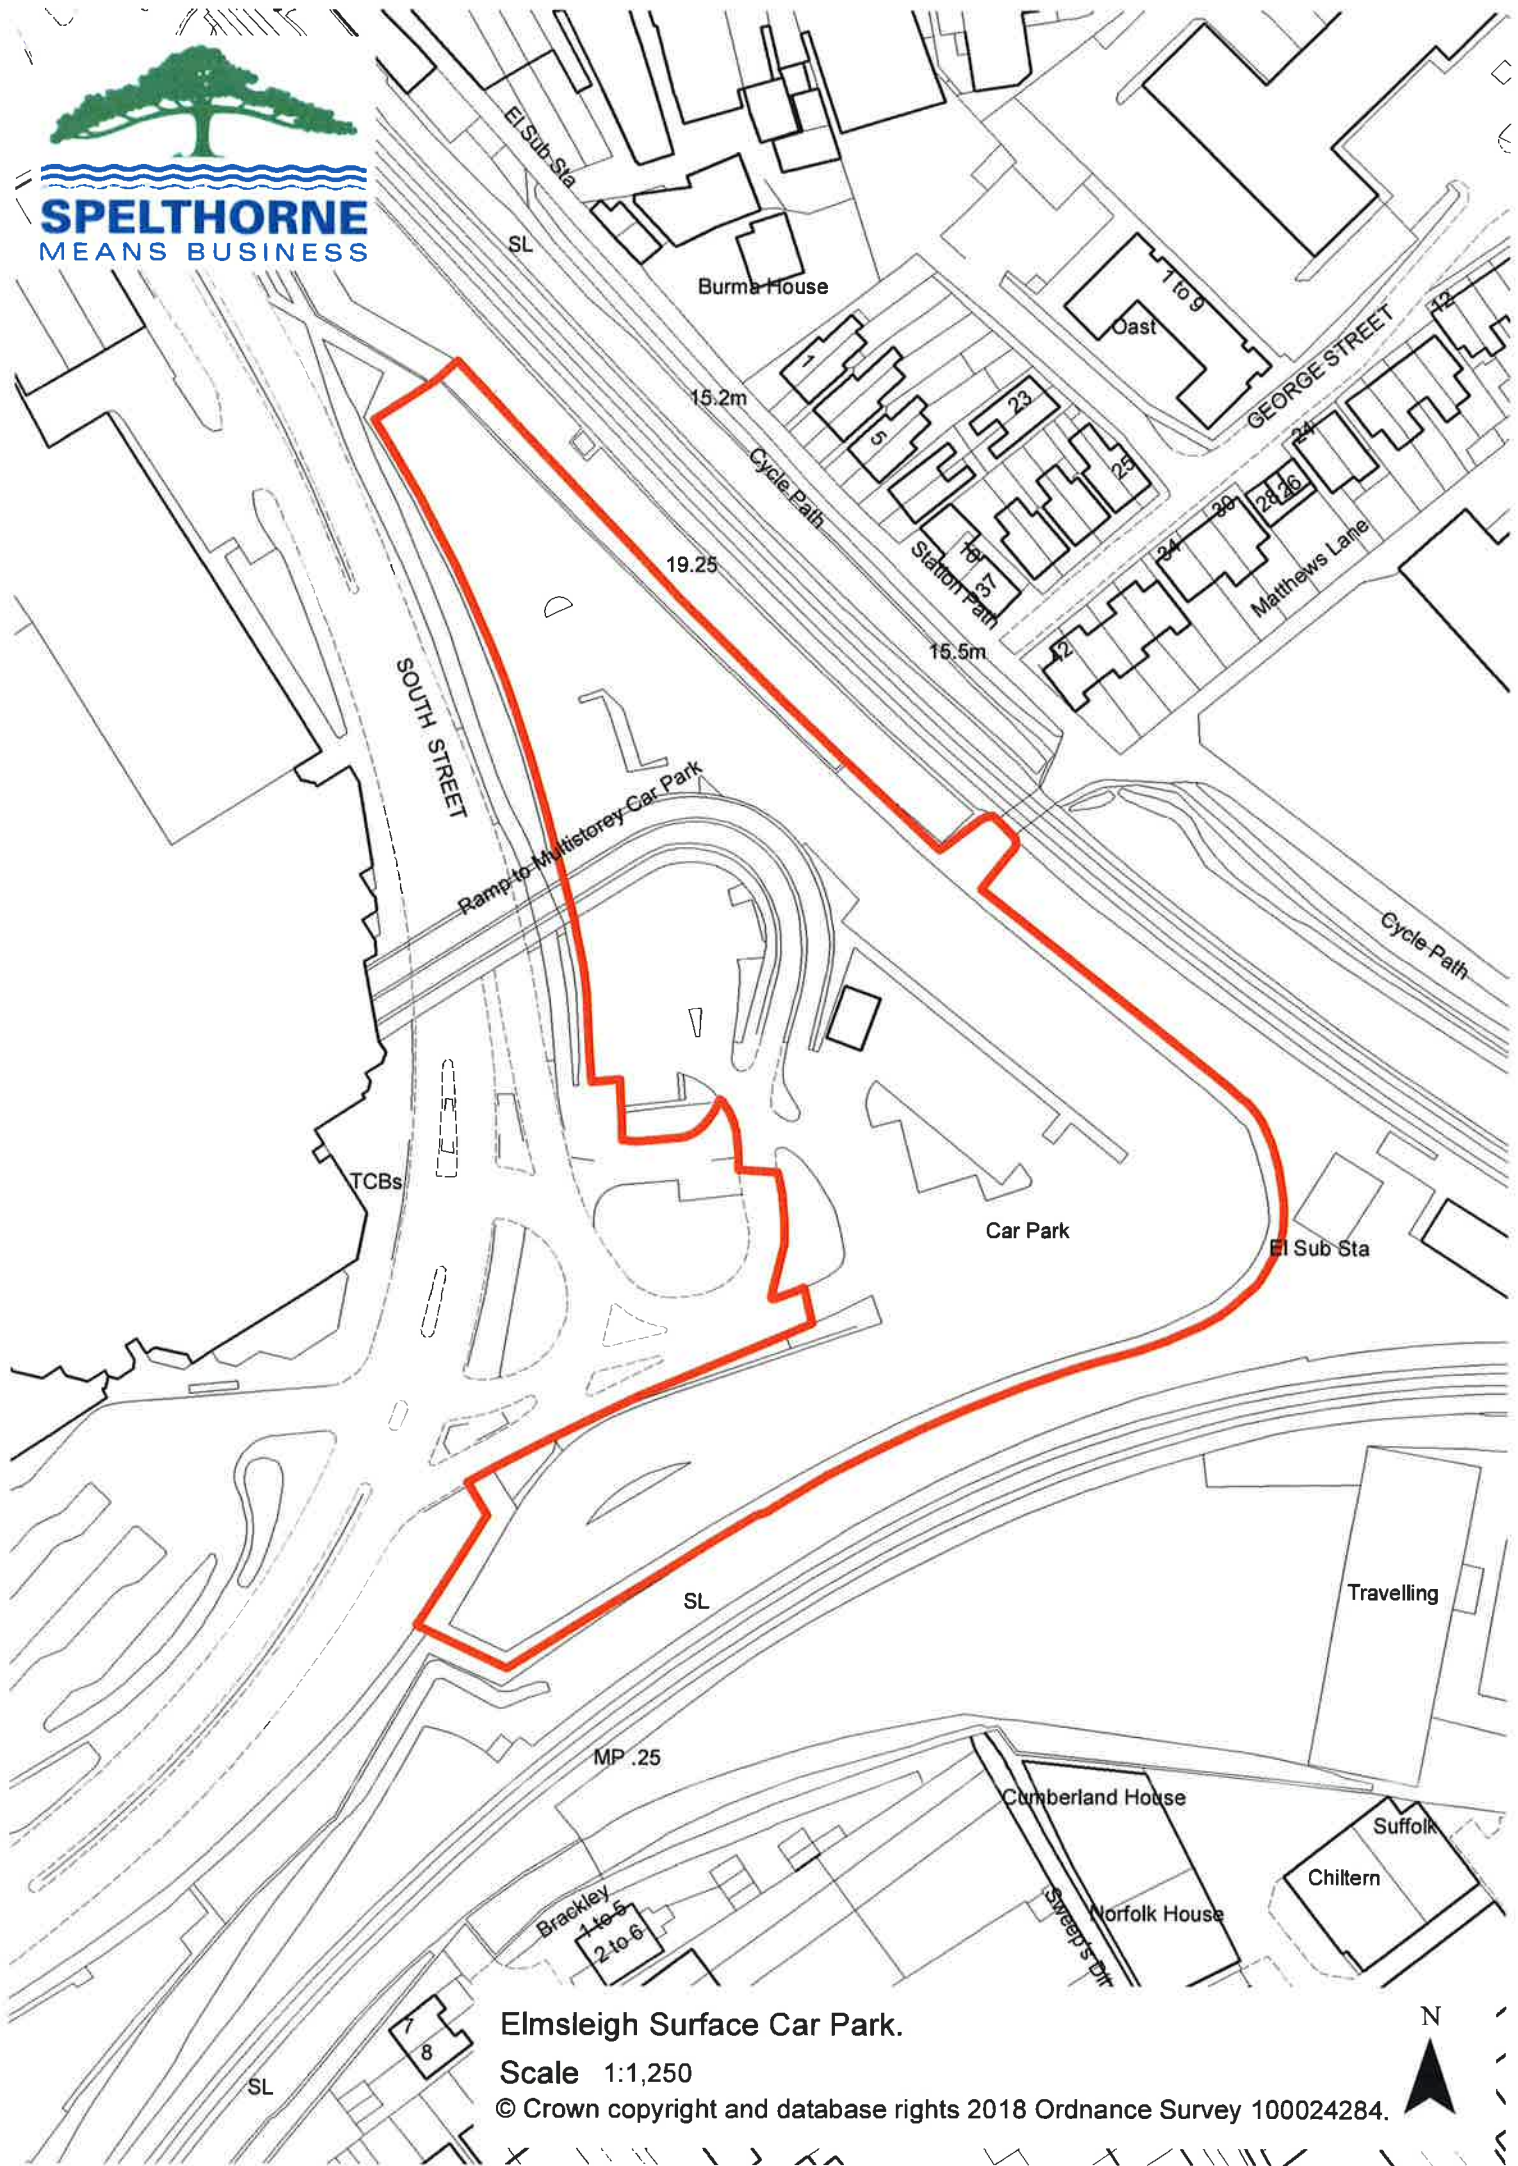 SPELTHORNE
MEANS BUSINESS
El Sub Sta
SL
Burma House
1 to 9
Oast
12
GEORGE STREET
1
15.2m
23
5
24
25
Cycle Path
28
26
30
19.25
Station Path
10
37
34
Matthews Lane
15.5m
42
SOUTH STREET
Ramp to Multistorey Car Park
Cycle Path
TCBs
Car Park
El Sub Sta
SL
Travelling
MP .25
Cumberland House
Suffolk
Chiltern
Brackley
1 to 5
2 to 6
Sweep's
Norfolk House
7
8
SL
Elmsleigh Surface Car Park.
N
Scale 1:1,250
© Crown copyright and database rights 2018 Ordnance Survey 100024284.